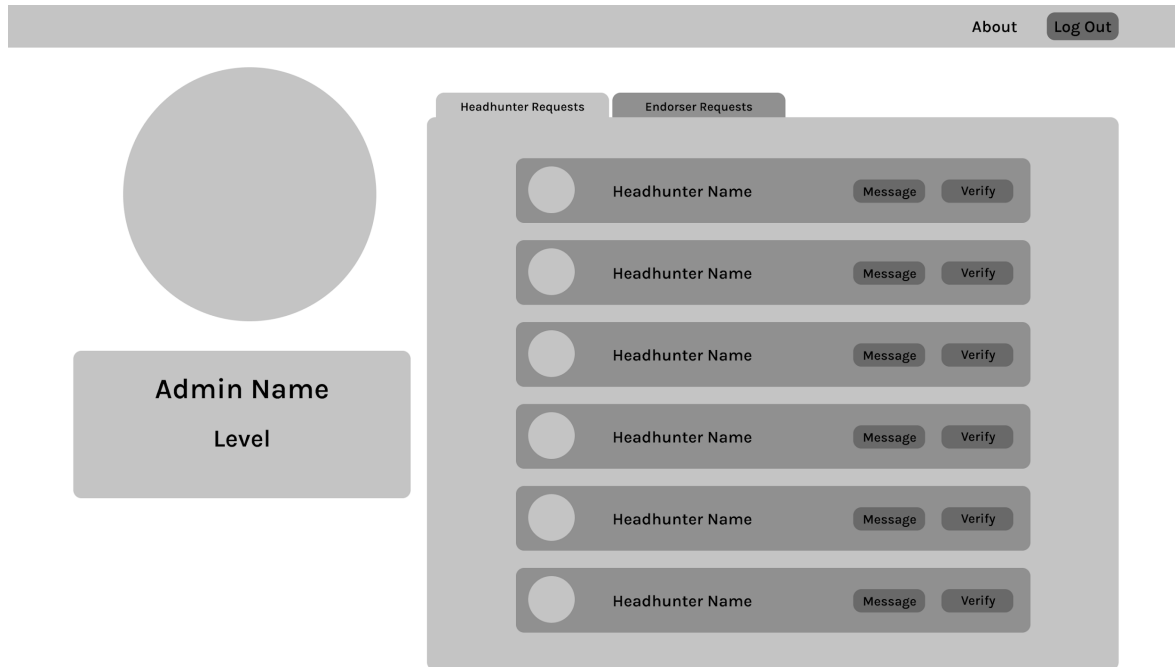 About Log Out
Headhunter Requests Endorser Requests
Admin Name
Level
Headhunter Name Message Verify
Headhunter Name Message Verify
Headhunter Name Message Verify
Headhunter Name Message Verify
Headhunter Name Message Verify
Headhunter Name Message Verify